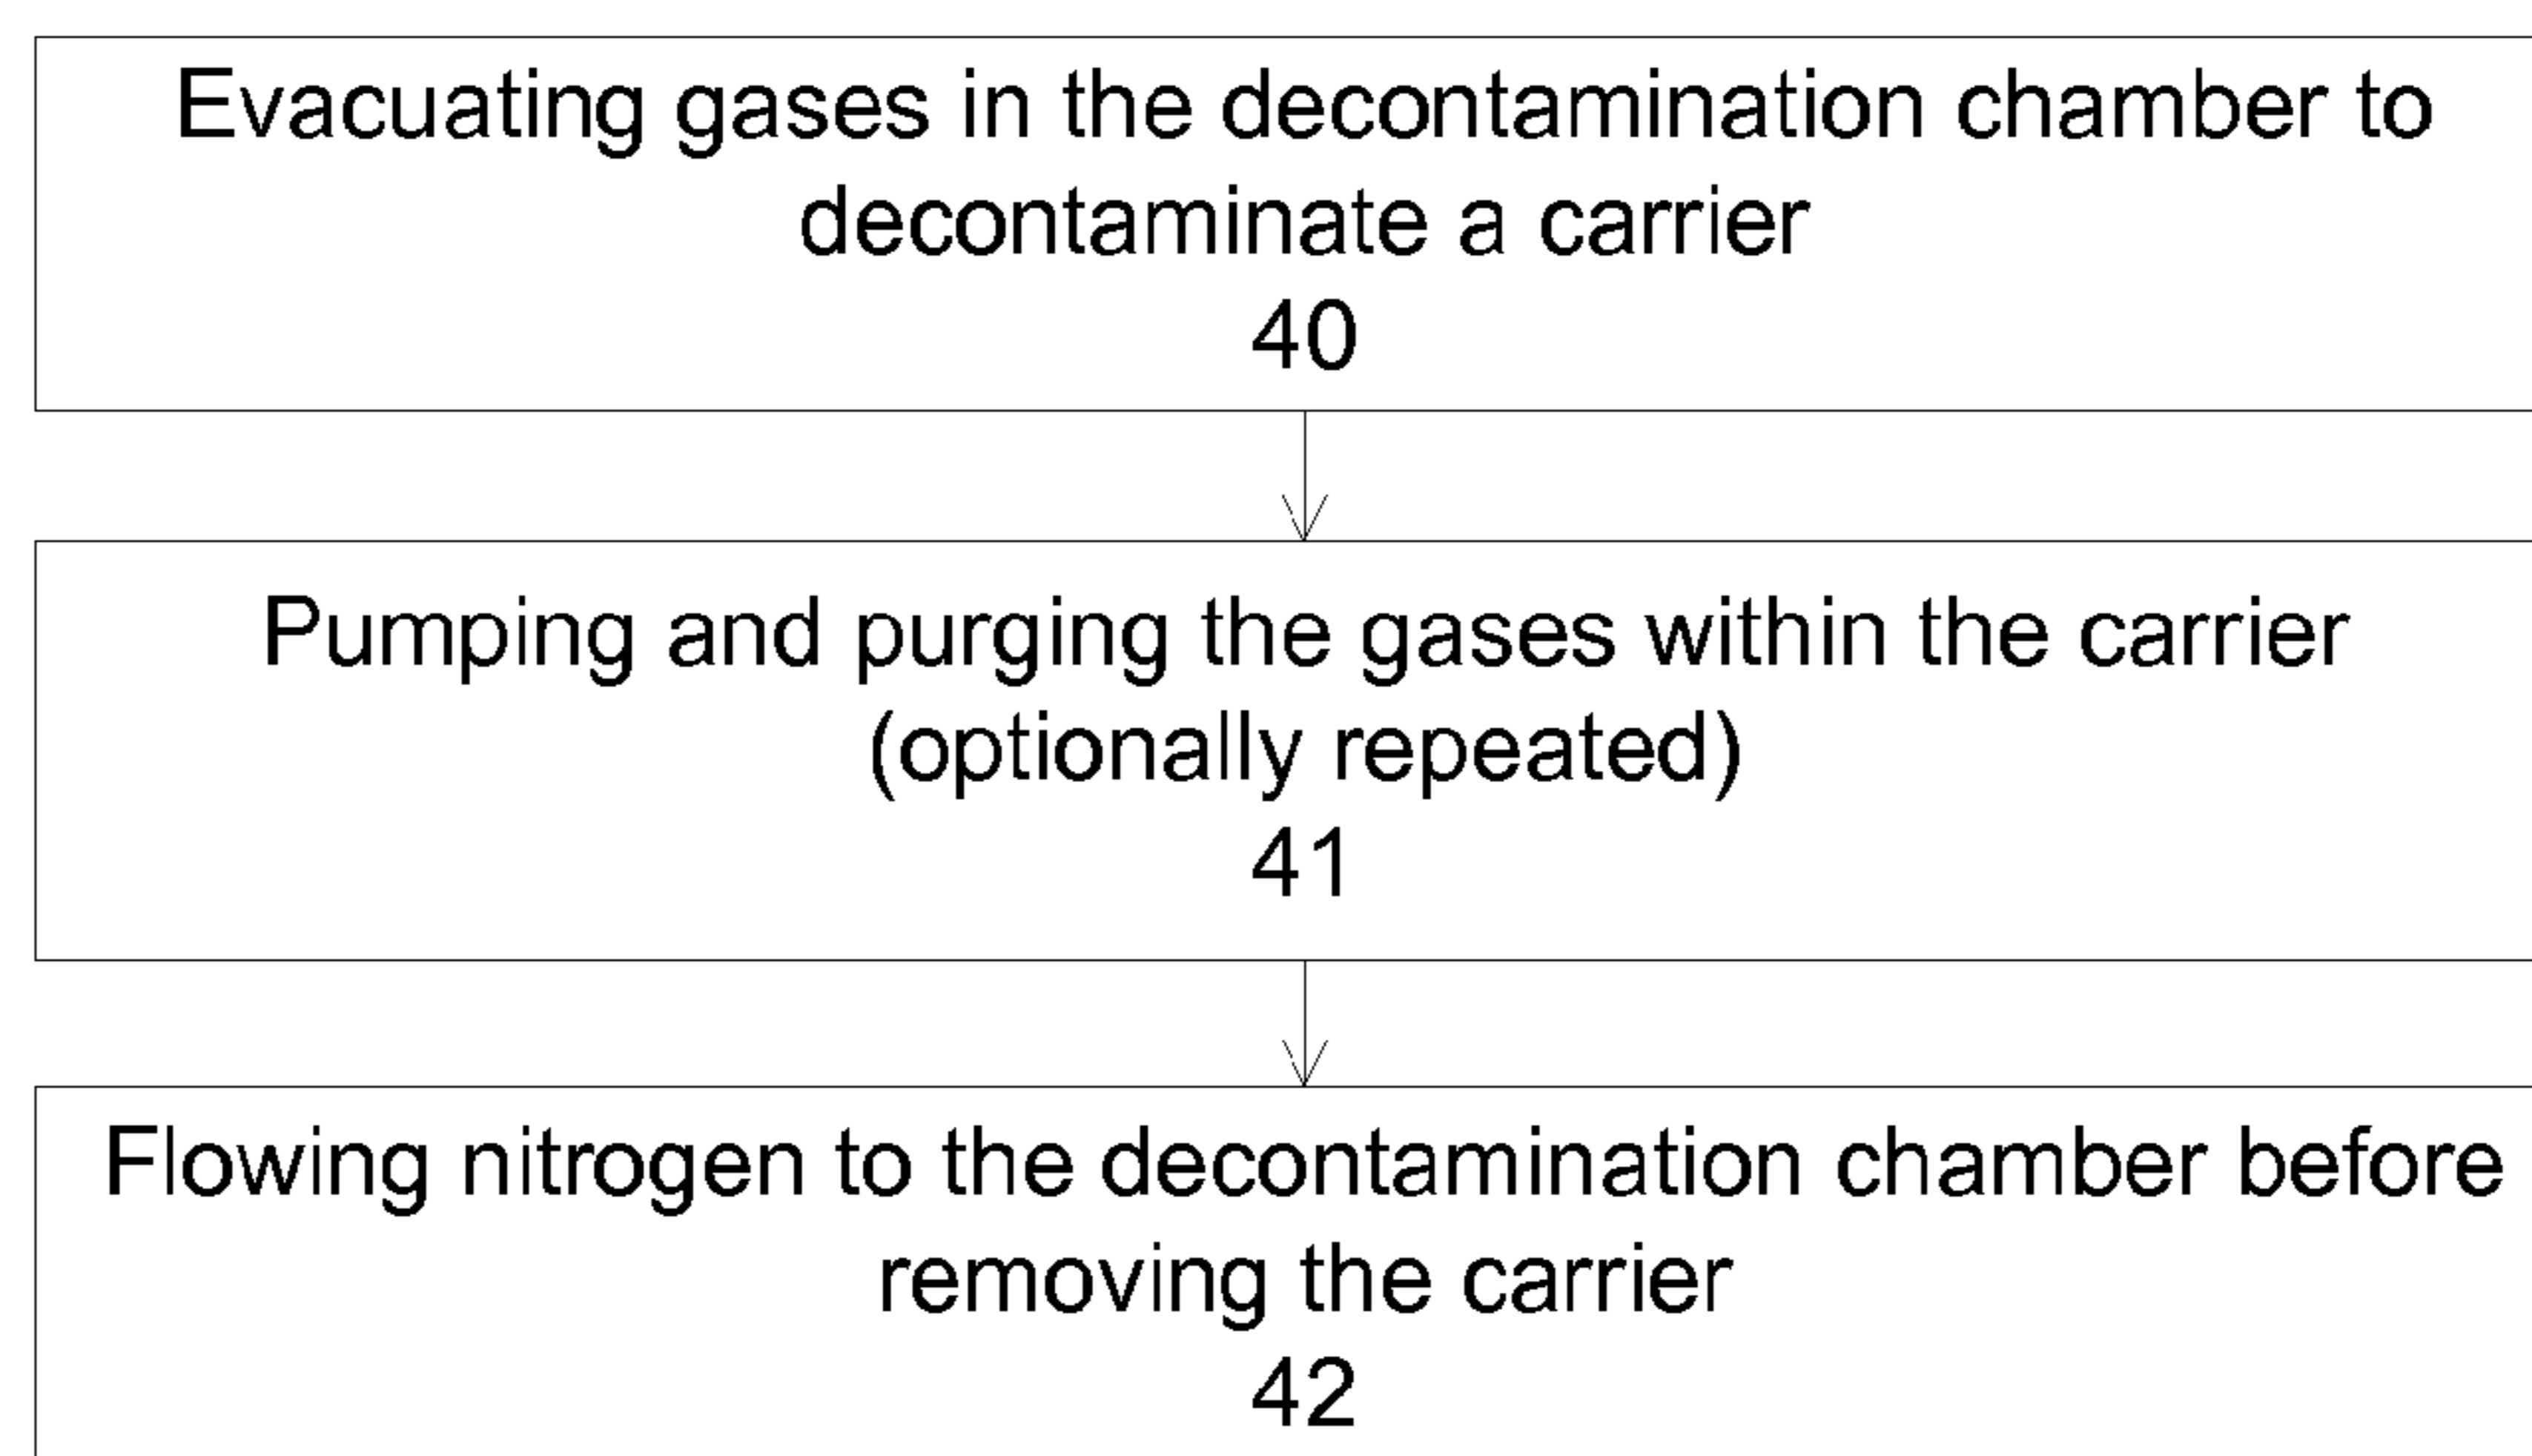 Evacuating gases in the decontamination chamber to
decontaminate a carrier
40
Pumping and purging the gases within the carrier
(optionally repeated)
41
Flowing nitrogen to the decontamination chamber before
removing the carrier
42